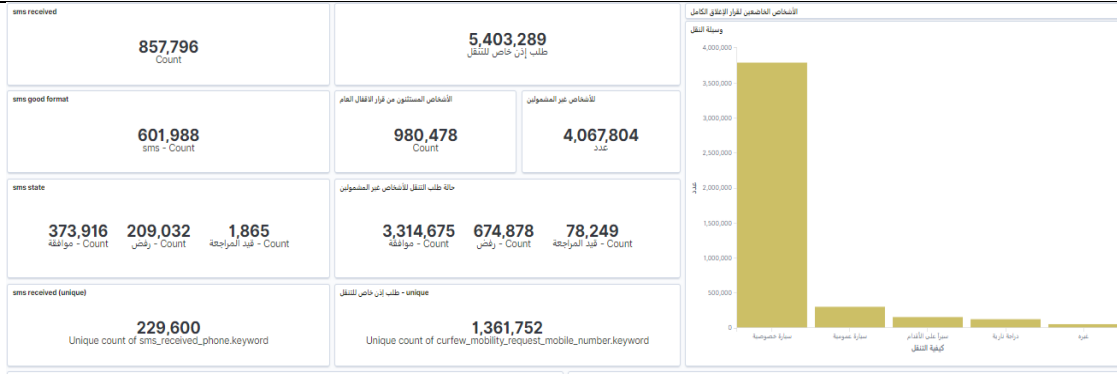 sms received
857,796
Count
5,403,289
طلب إذن خاص للتنقل
sms good format
601,988
sms - Count
الأشخاص المستثنون من قرار الاقفال العام
980,478
Count
للأشخاص غير المشمولين
4,067,804
عدد
sms state
373,916
موافقة - Count
209,032
رفض - Count
1,865
قيد المراجعة - Count
حالة طلب التنقل للأشخاص غير المشمولين
3,314,675
موافقة - Count
674,878
رفض - Count
78,249
قيد المراجعة - Count
sms received (unique)
229,600
Unique count of sms_received_phone.keyword
طلب إذن خاص للتنقل - unique
1,361,752
Unique count of curfew_mobility_request_mobile_number.keyword
الأشخاص الخاضعين لقرار الإغلاق الكامل
وسيلة النقل
4,000,000
3,500,000
3,000,000
2,500,000
2,000,000
1,500,000
1,000,000
500,000
0
عدد
سيارة خصوصية
سيارة عمومية
سيرا على الأقدام
دراجة نارية
غيره
كيفية التنقل